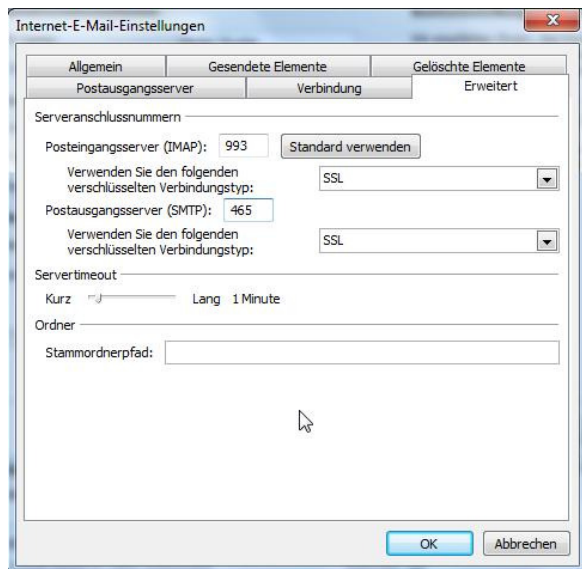 Internet-E-Mail-Einstellungen
Allgemein Gesendete Elemente Gelöschte Elemente
Postausgangsserver Verbindung Erweitert
Serveranschlussnummern
Posteingangsserver (IMAP): 993 Standard verwenden
Verwenden Sie den folgenden
verschlüsselten Verbindungstyp: SSL
Postausgangsserver (SMTP): 465
Verwenden Sie den folgenden
verschlüsselten Verbindungstyp: SSL
Servertimeout
Kurz Lang 1 Minute
Ordner
Stammordnerpfad:
OK Abbrechen